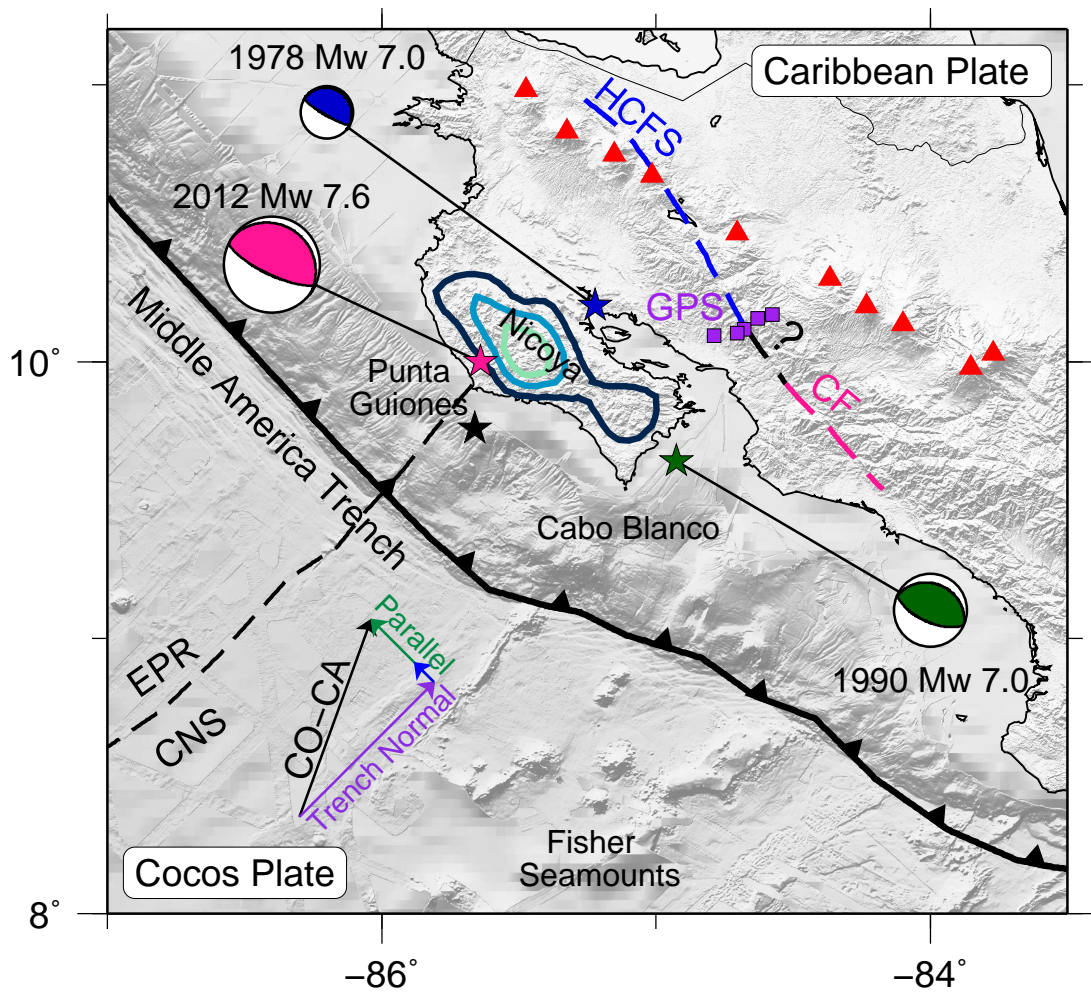 1978 Mw 7.0
Caribbean Plate
HCFS
2012 Mw 7.6
GPS
?
Nicoya
10°
Punta
Guiones
CF
Middle America Trench
Cabo Blanco
Parallel
EPR
CNS
CO−CA
Trench Normal
1990 Mw 7.0
Fisher
Seamounts
Cocos Plate
8°
−86°
−84°